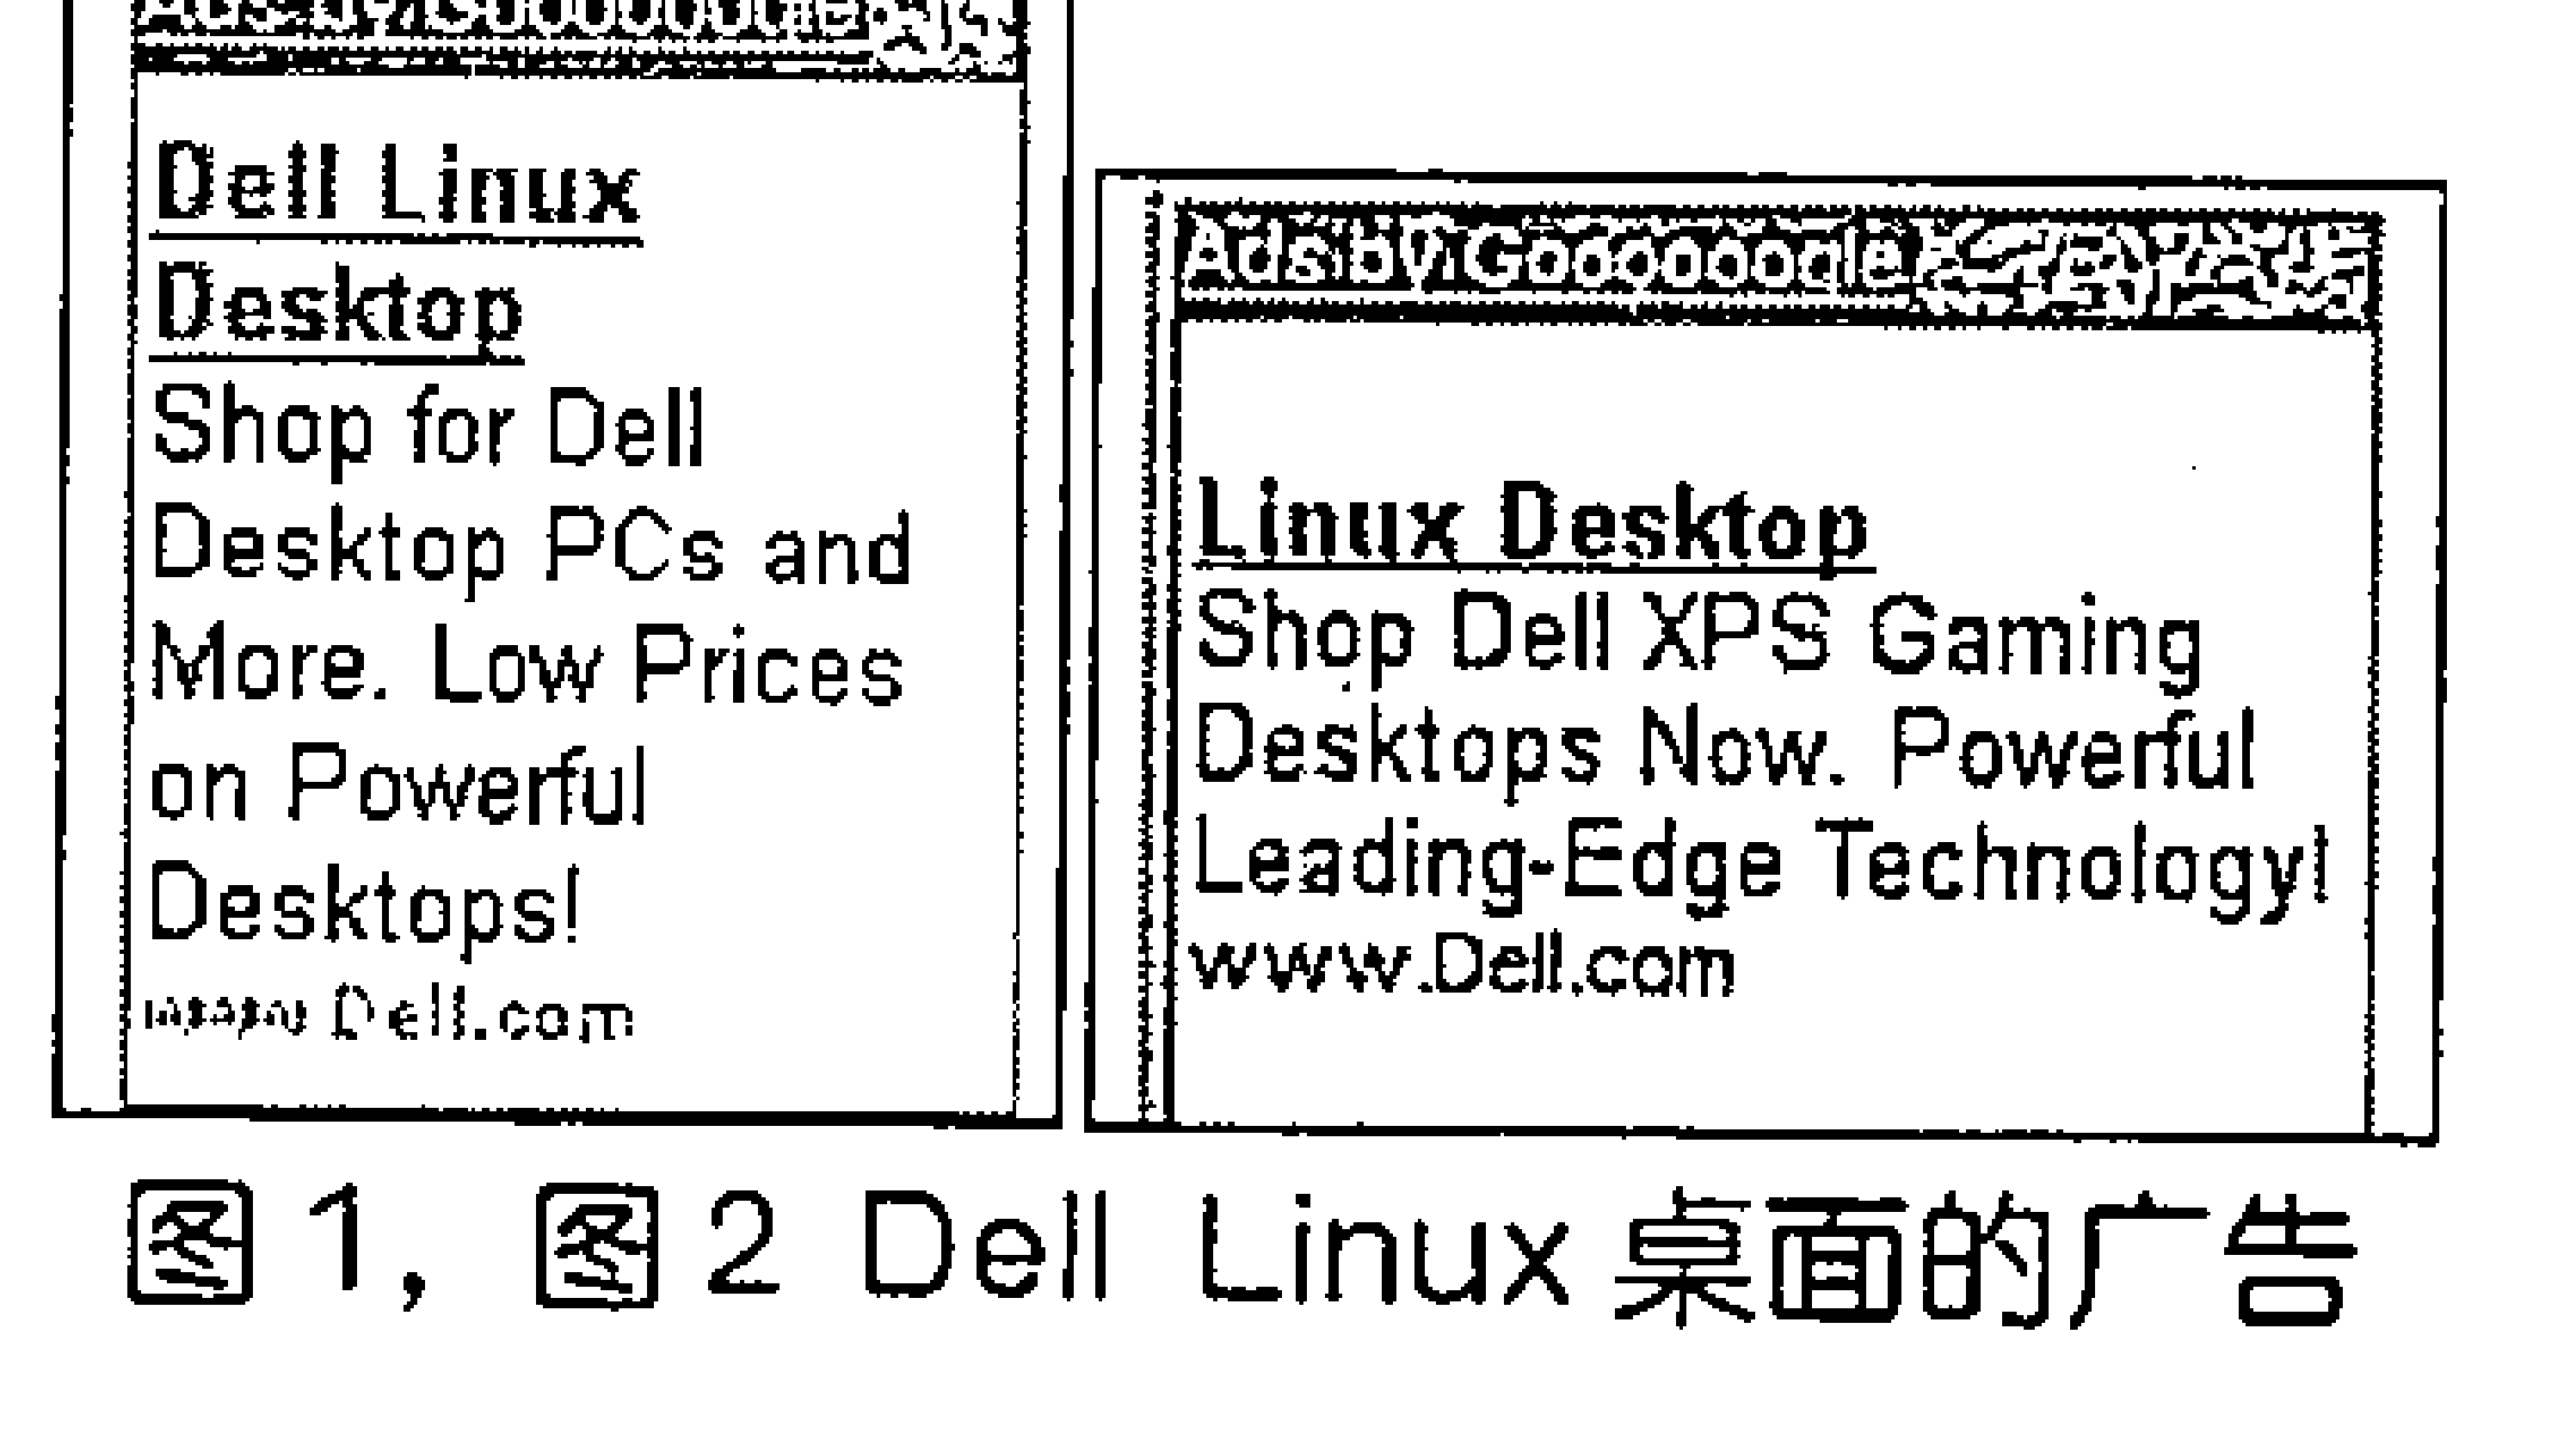 Dell Linux
Desktop
Shop for Dell
Desktop PCs and
More. Low Prices
on Powerful
Desktops!
www.Dell.com
Ads by Goooooogle
Linux Desktop
Shop Dell XPS Gaming
Desktops Now. Powerful
Leading-Edge Technology!
www.Dell.com
图 1, 图 2 Dell Linux 桌面的广告